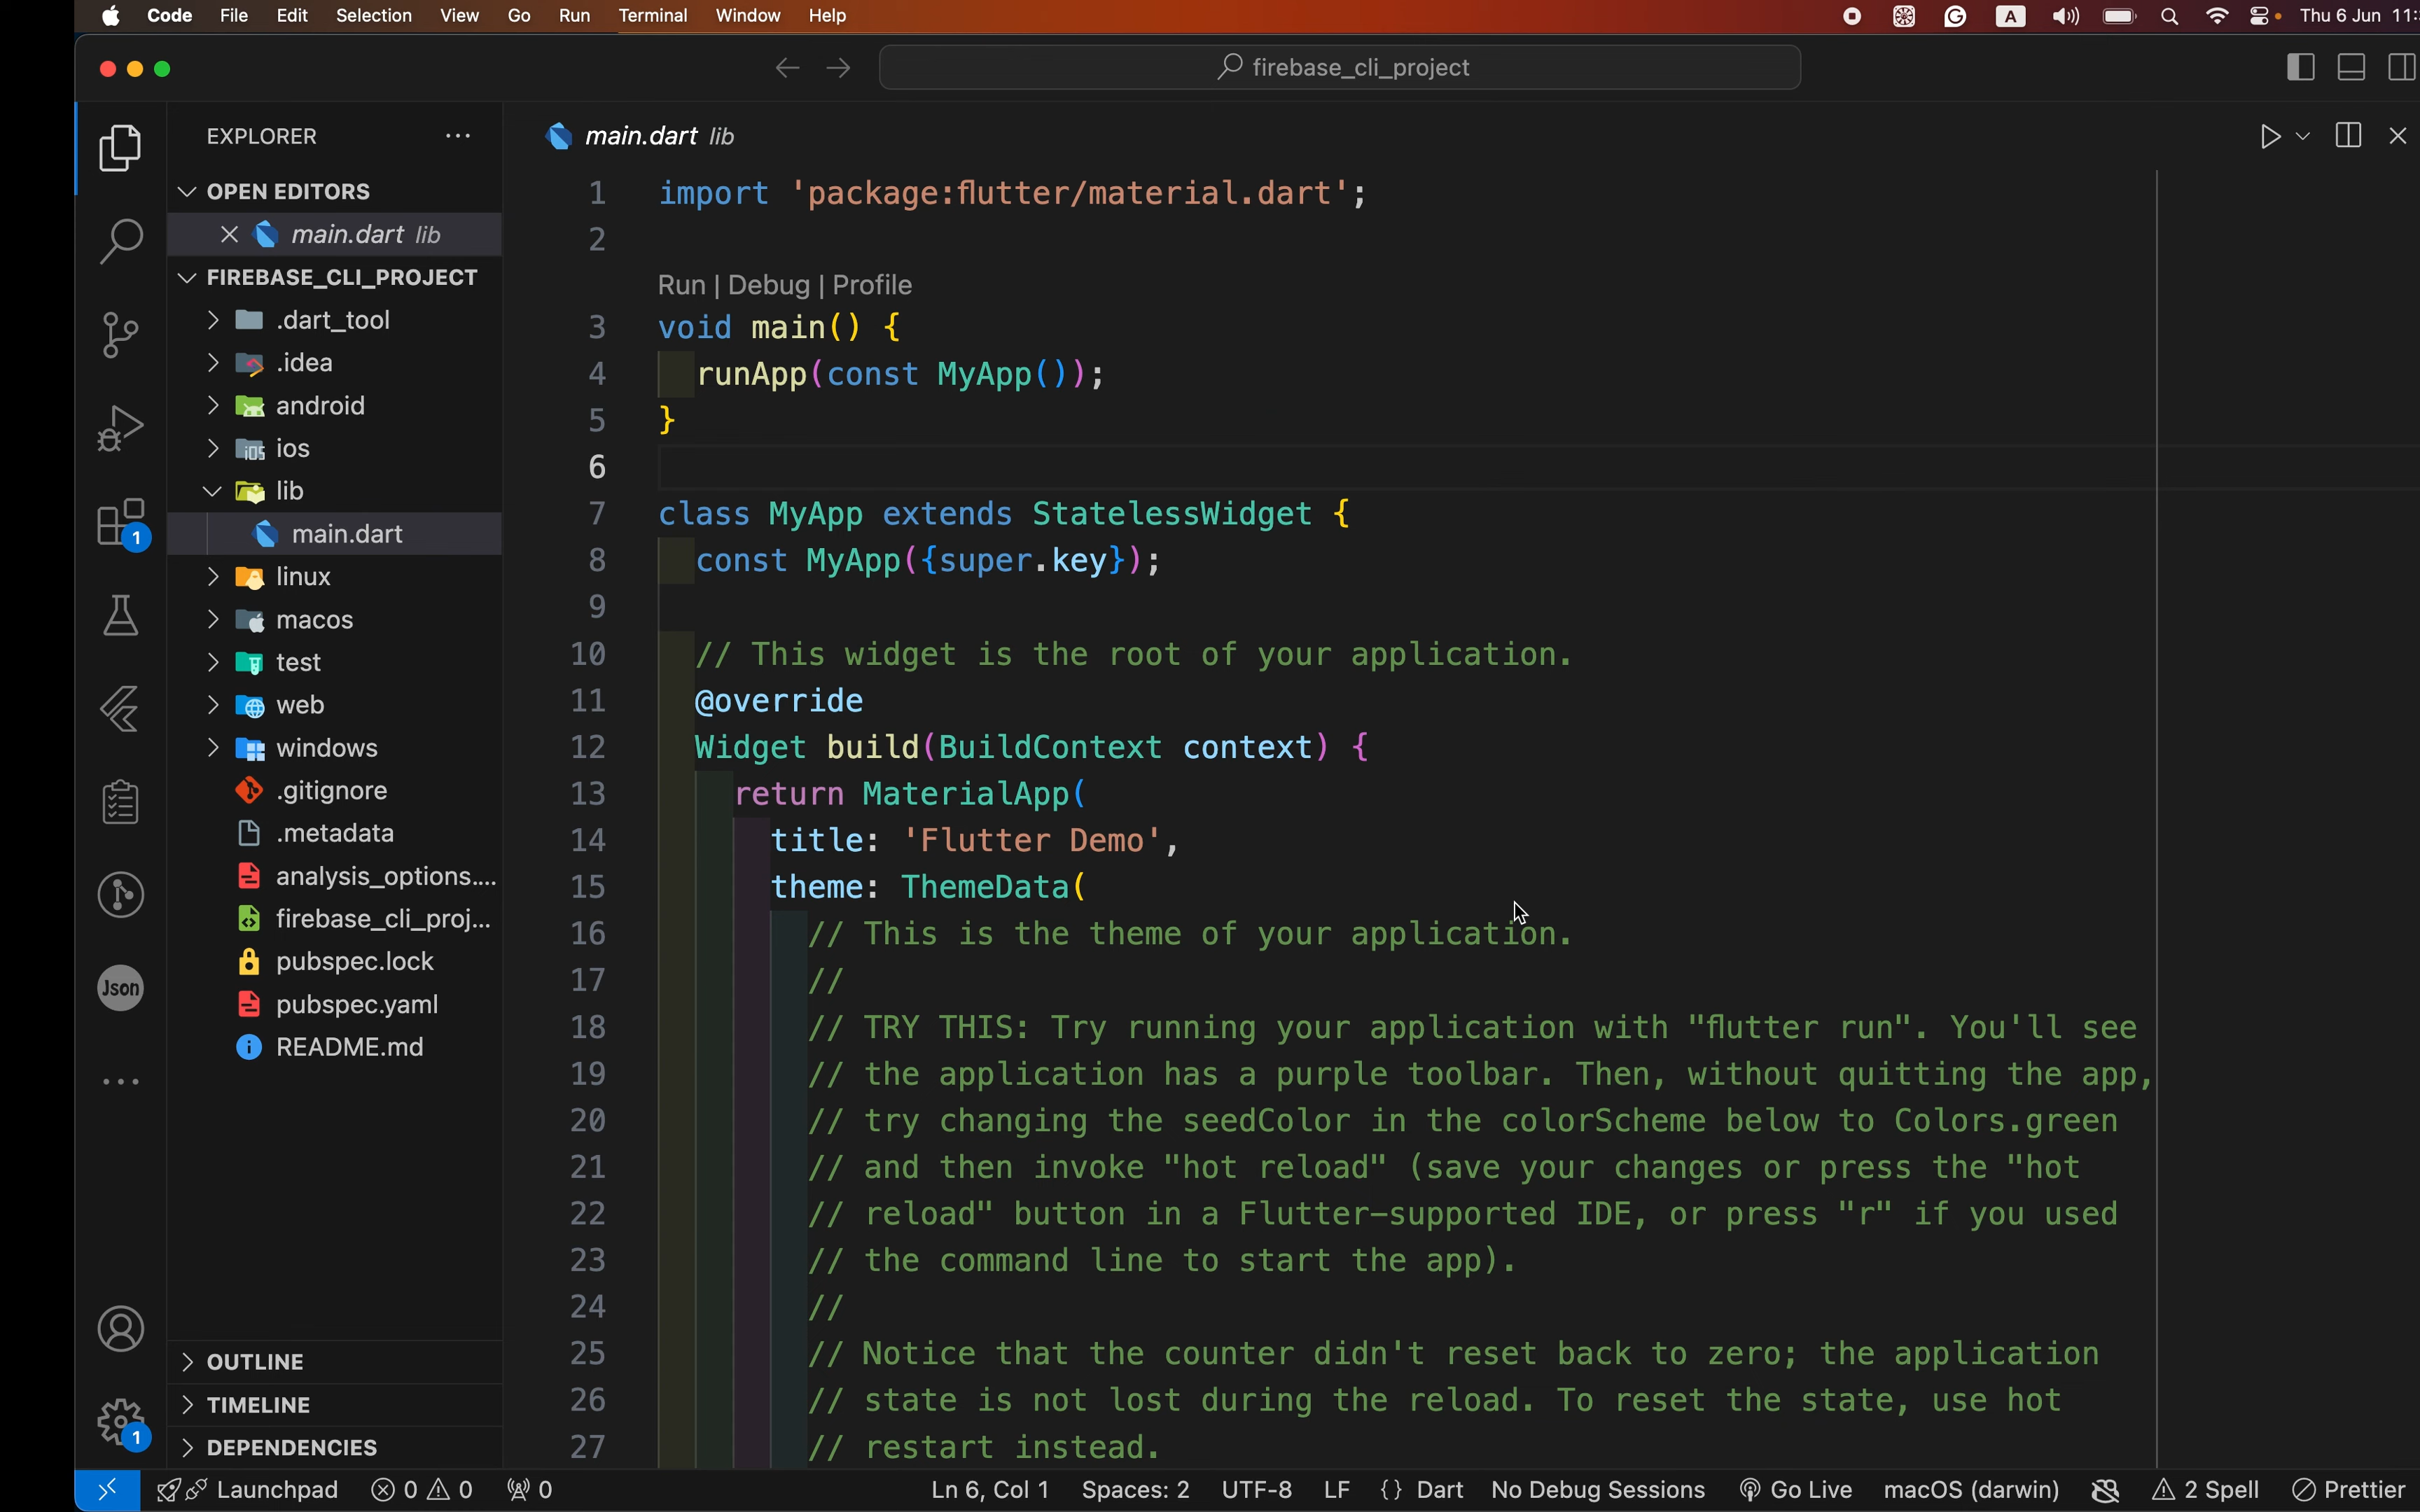 Code File Edit Selection View Go Run Terminal Window Help A Thu 6 Jun 11:
firebase_cli_project
EXPLORER
OPEN EDITORS
main.dart lib
FIREBASE_CLI_PROJECT
.dart_tool
.idea
android
ios
lib
main.dart
linux
macos
test
web
windows
.gitignore
.metadata
analysis_options....
firebase_cli_proj...
pubspec.lock
pubspec.yaml
README.md
OUTLINE
TIMELINE
DEPENDENCIES
1
Json
1
main.dart lib
1 import 'package:flutter/material.dart';
2
Run | Debug | Profile
3 void main() {
4 runApp(const MyApp());
5 }
6
7 class MyApp extends StatelessWidget {
8 const MyApp({super.key});
9
10 // This widget is the root of your application.
11 @override
12 Widget build(BuildContext context) {
13 return MaterialApp(
14 title: 'Flutter Demo',
15 theme: ThemeData(
16 // This is the theme of your application.
17 //
18 // TRY THIS: Try running your application with "flutter run". You'll see
19 // the application has a purple toolbar. Then, without quitting the app,
20 // try changing the seedColor in the colorScheme below to Colors.green
21 // and then invoke "hot reload" (save your changes or press the "hot
22 // reload" button in a Flutter-supported IDE, or press "r" if you used
23 // the command line to start the app).
24 //
25 // Notice that the counter didn't reset back to zero; the application
26 // state is not lost during the reload. To reset the state, use hot
27 // restart instead.
Launchpad 0 0 0 Ln 6, Col 1 Spaces: 2 UTF-8 LF {} Dart No Debug Sessions Go Live macOS (darwin) 2 Spell Prettier